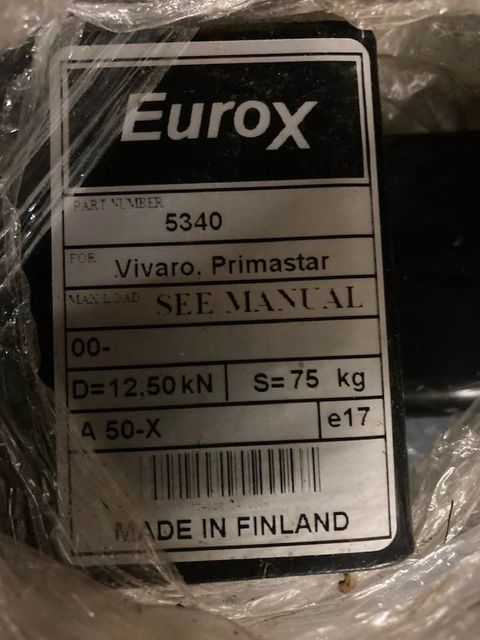 EuroX
PART NUMBER
5340
FOR Vivaro, Primastar
MAX LOAD SEE MANUAL
00-
D=12,50 kN S= 75 kg
A 50-X e17
MADE IN FINLAND